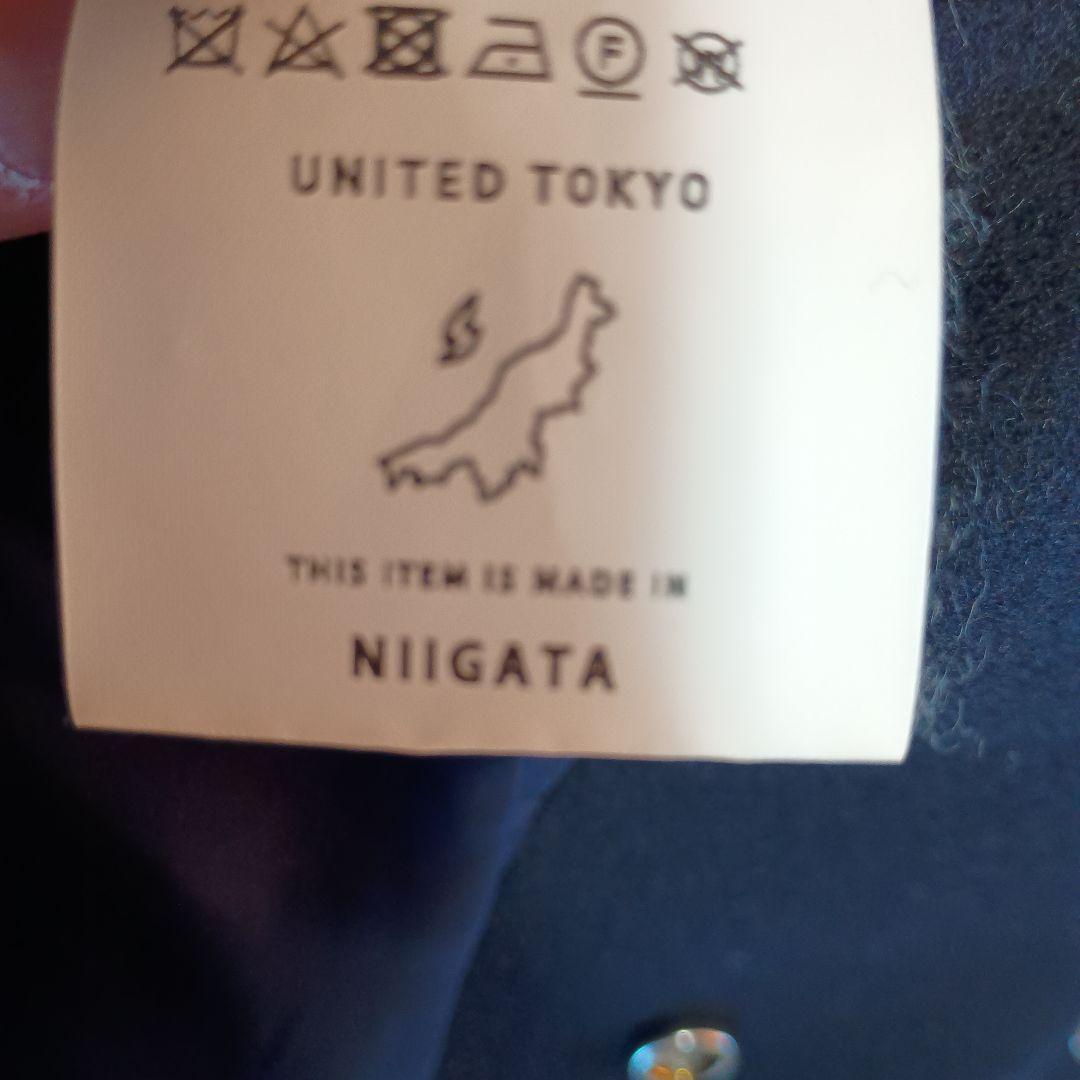 F
W
UNITED TOKYO
THIS ITEM IS MADE IN
NIIGATA